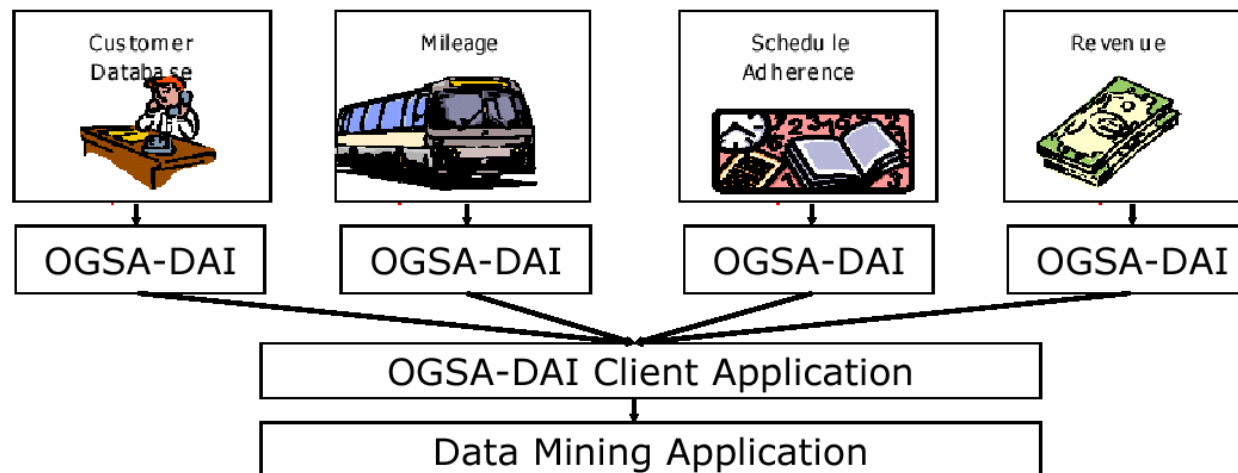 Customer
Database
Mileage
Schedule
Adherence
Revenue
OGSA-DAI
OGSA-DAI
OGSA-DAI
OGSA-DAI
OGSA-DAI Client Application
Data Mining Application